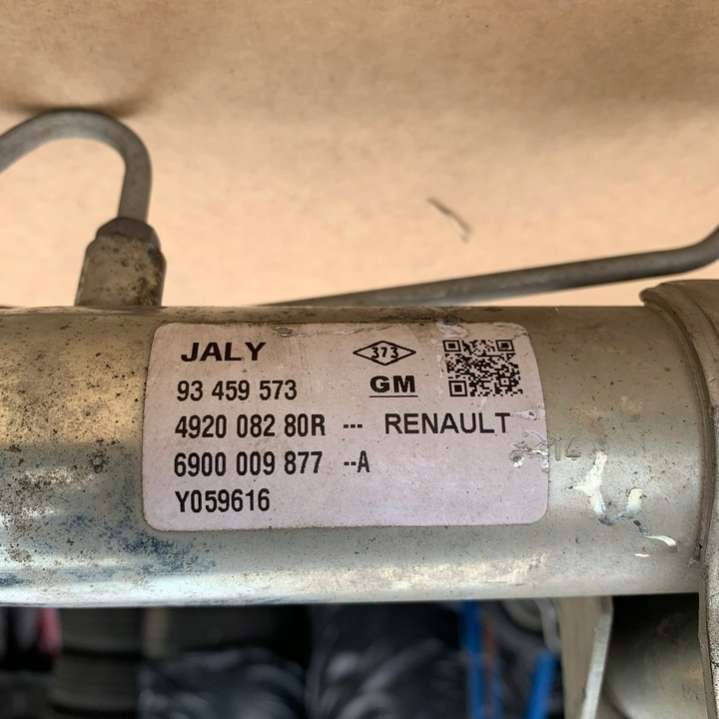 JALY 373
93 459 573 GM
4920 082 80R --- RENAULT
6900 009 877 --A
Y059616